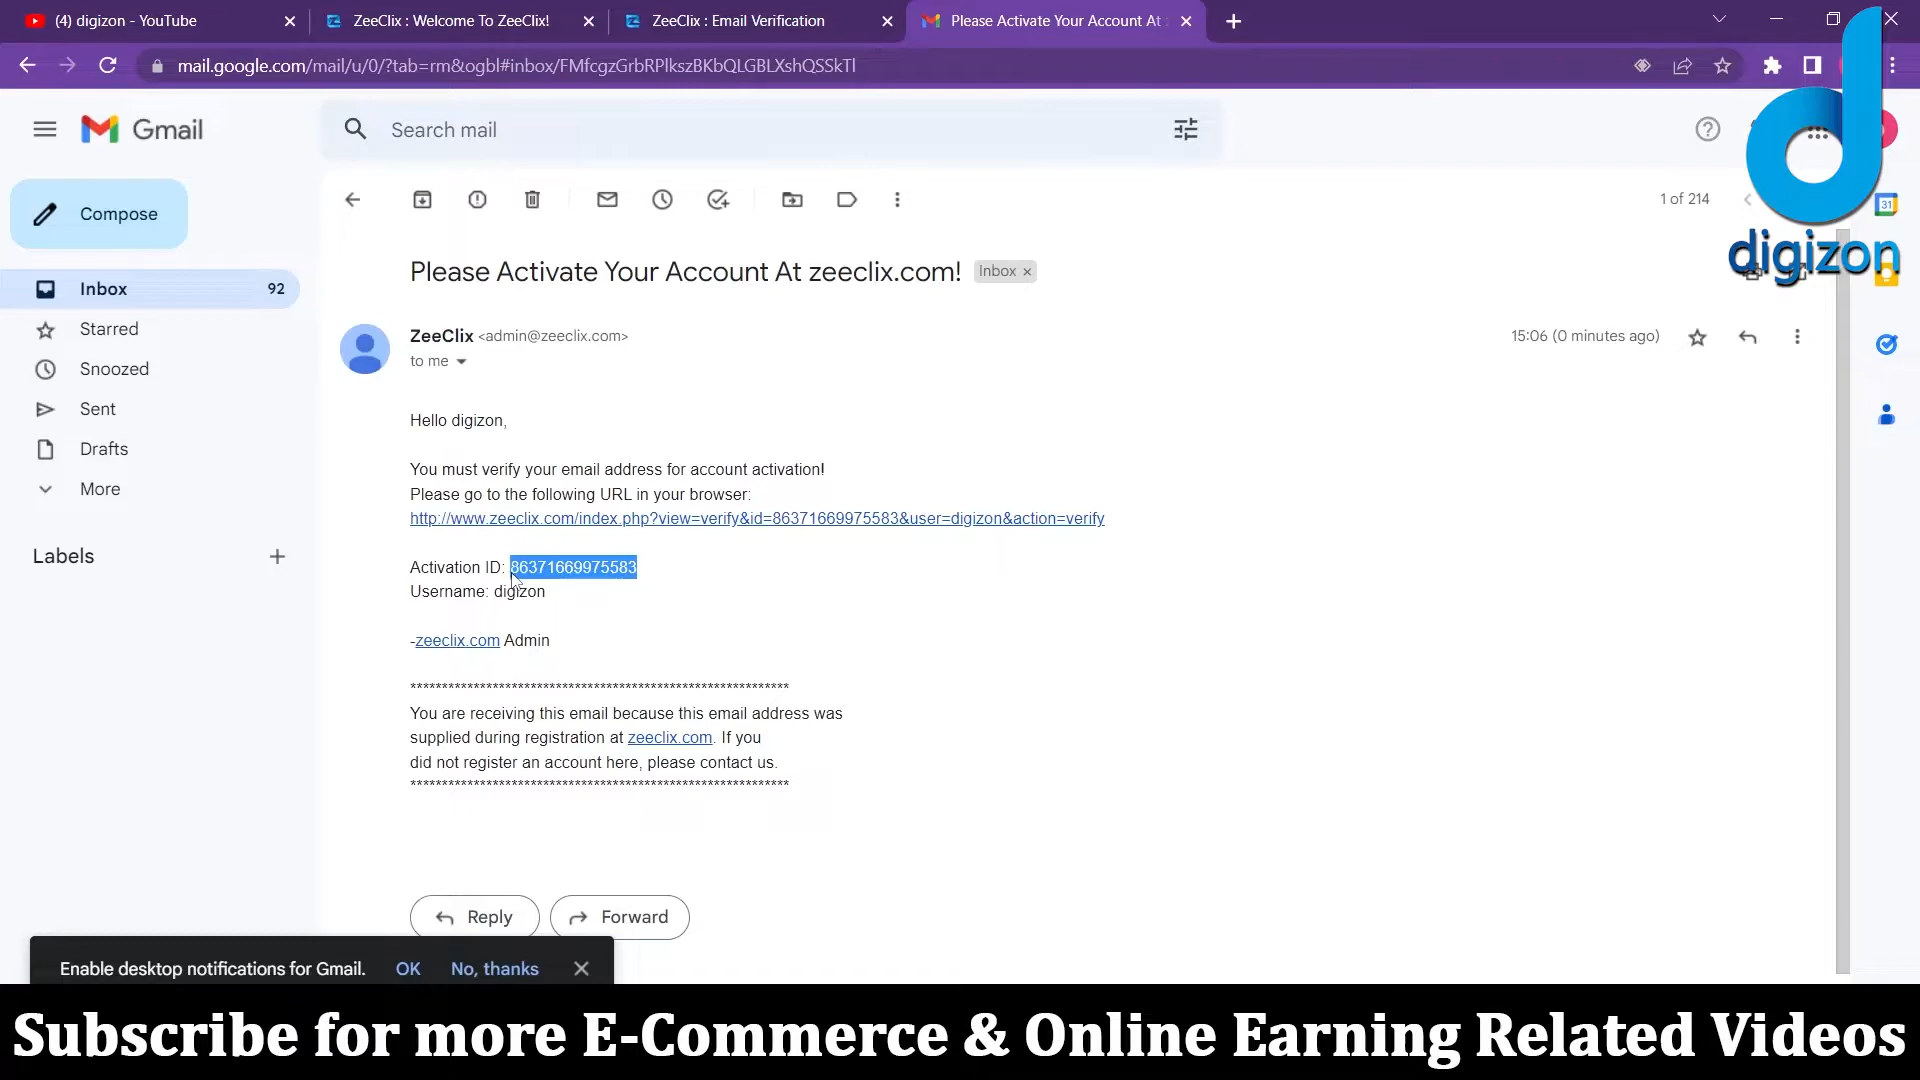 (4) digizon - YouTube
ZeeClix : Welcome To ZeeClix!
ZeeClix : Email Verification
Please Activate Your Account At
mail.google.com/mail/u/0/?tab=rm&ogbl#inbox/FMfcgzGrbRPlkszBKbQLGBLXshQSSkTl
Gmail
Search mail
Compose
1 of 214
31
digizon
Please Activate Your Account At zeeclix.com!
Inbox ×
Inbox 92
Starred
Snoozed
Sent
Drafts
More
Labels
ZeeClix <admin@zeeclix.com>
15:06 (0 minutes ago)
to me
Hello digizon,
You must verify your email address for account activation!
Please go to the following URL in your browser:
http://www.zeeclix.com/index.php?view=verify&id=86371669975583&user=digizon&action=verify
Activation ID: 86371669975583
Username: digizon
-zeeclix.com Admin
************************************************************
You are receiving this email because this email address was
supplied during registration at zeeclix.com. If you
did not register an account here, please contact us.
************************************************************
Reply
Forward
Enable desktop notifications for Gmail. OK No, thanks
Subscribe for more E-Commerce & Online Earning Related Videos